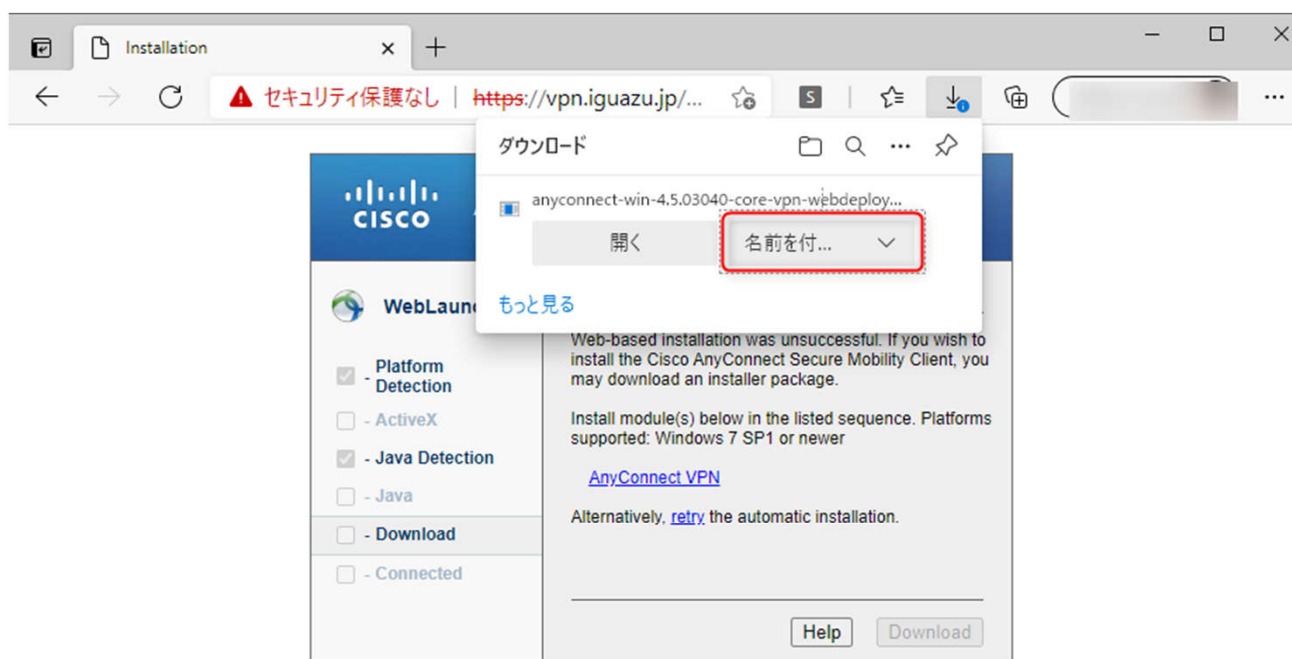 Installation
セキュリティ保護なし
https://vpn.iguazu.jp/...
S
ダウンロード
anyconnect-win-4.5.03040-core-vpn-webdeploy...
開く
名前を付...
もっと見る
CISCO
WebLaun
Web-based installation was unsuccessful. If you wish to
install the Cisco AnyConnect Secure Mobility Client, you
may download an installer package.
Install module(s) below in the listed sequence. Platforms
supported: Windows 7 SP1 or newer
AnyConnect VPN
Alternatively, retry the automatic installation.
- Platform
Detection
- ActiveX
- Java Detection
- Java
- Download
- Connected
Help
Download